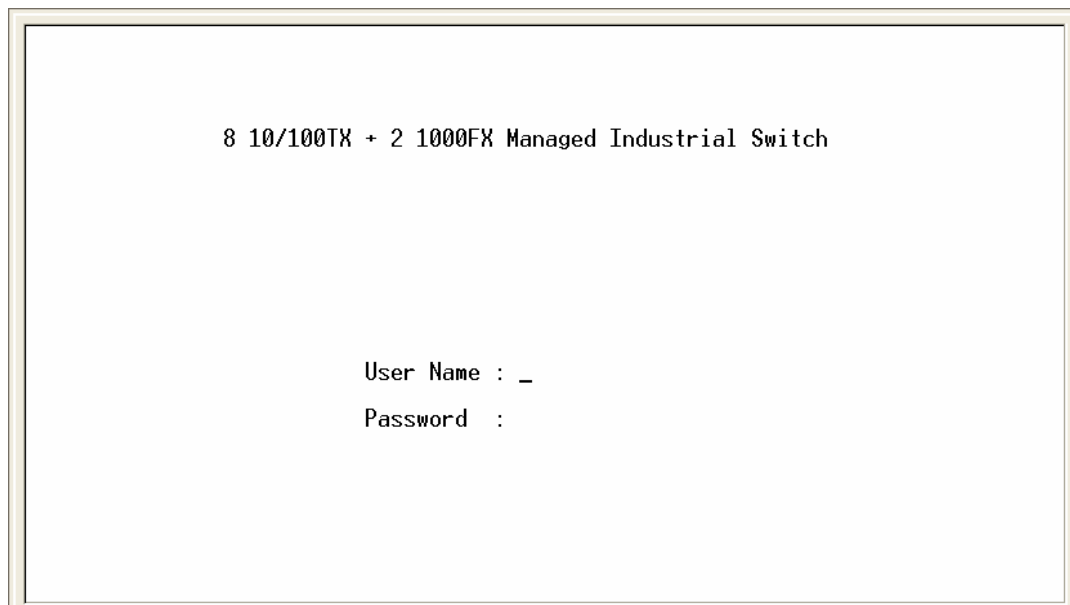 8 10/100TX + 2 1000FX Managed Industrial Switch
User Name : _
Password  :